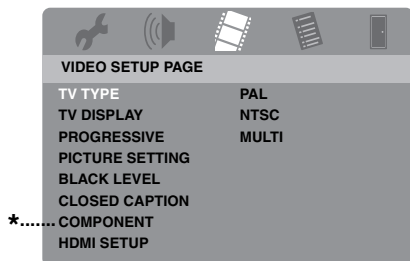 VIDEO SETUP PAGE
TV TYPE PAL
TV DISPLAY NTSC
PROGRESSIVE MULTI
PICTURE SETTING
BLACK LEVEL
CLOSED CAPTION
*....... COMPONENT
HDMI SETUP